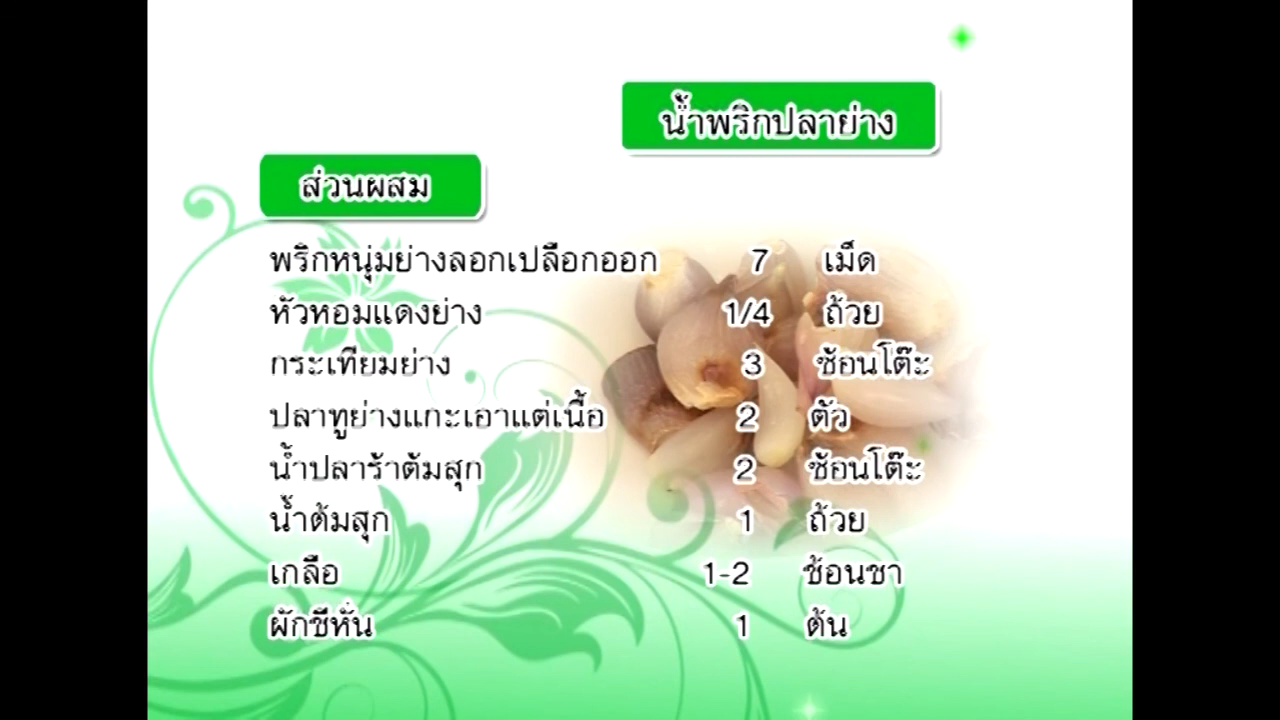 น้ำพริกปลาย่าง
ส่วนผสม
พริกหนุ่มย่างลอกเปลือกออก 7 เม็ด
หัวหอมแดงย่าง 1/4 ถ้วย
กระเทียมย่าง 3 ช้อนโต๊ะ
ปลาทูย่างแกะเอาแต่เนื้อ 2 ตัว
น้ำปลาร้าต้มสุก 2 ช้อนโต๊ะ
น้ำต้มสุก 1 ถ้วย
เกลือ 1-2 ช้อนชา
ผักชีหั่น 1 ต้น